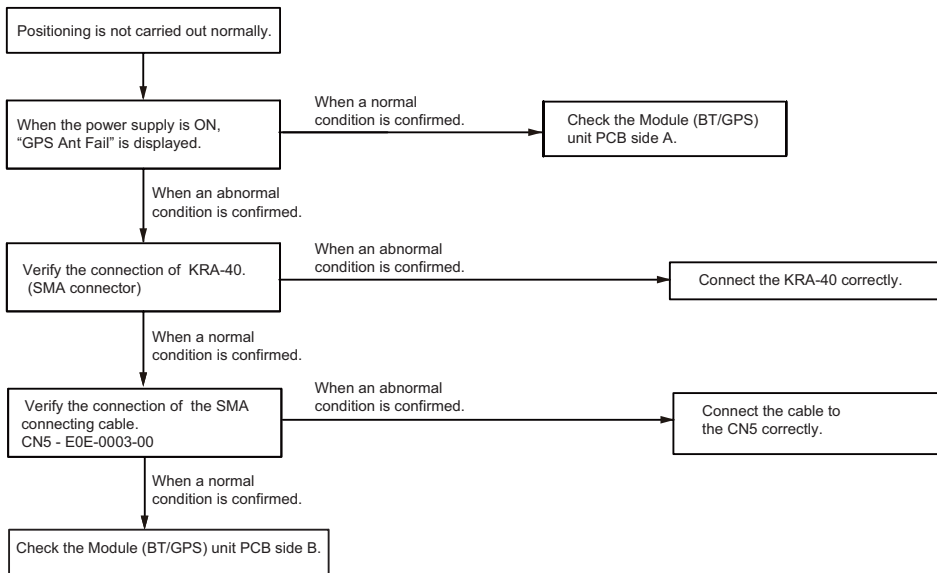 Positioning is not carried out normally.
When the power supply is ON,
“GPS Ant Fail” is displayed.
When a normal
condition is confirmed.
Check the Module (BT/GPS)
unit PCB side A.
When an abnormal
condition is confirmed.
Verify the connection of KRA-40.
(SMA connector)
When an abnormal
condition is confirmed.
Connect the KRA-40 correctly.
When a normal
condition is confirmed.
Verify the connection of the SMA
connecting cable.
CN5 - E0E-0003-00
When an abnormal
condition is confirmed.
Connect the cable to
the CN5 correctly.
When a normal
condition is confirmed.
Check the Module (BT/GPS) unit PCB side B.